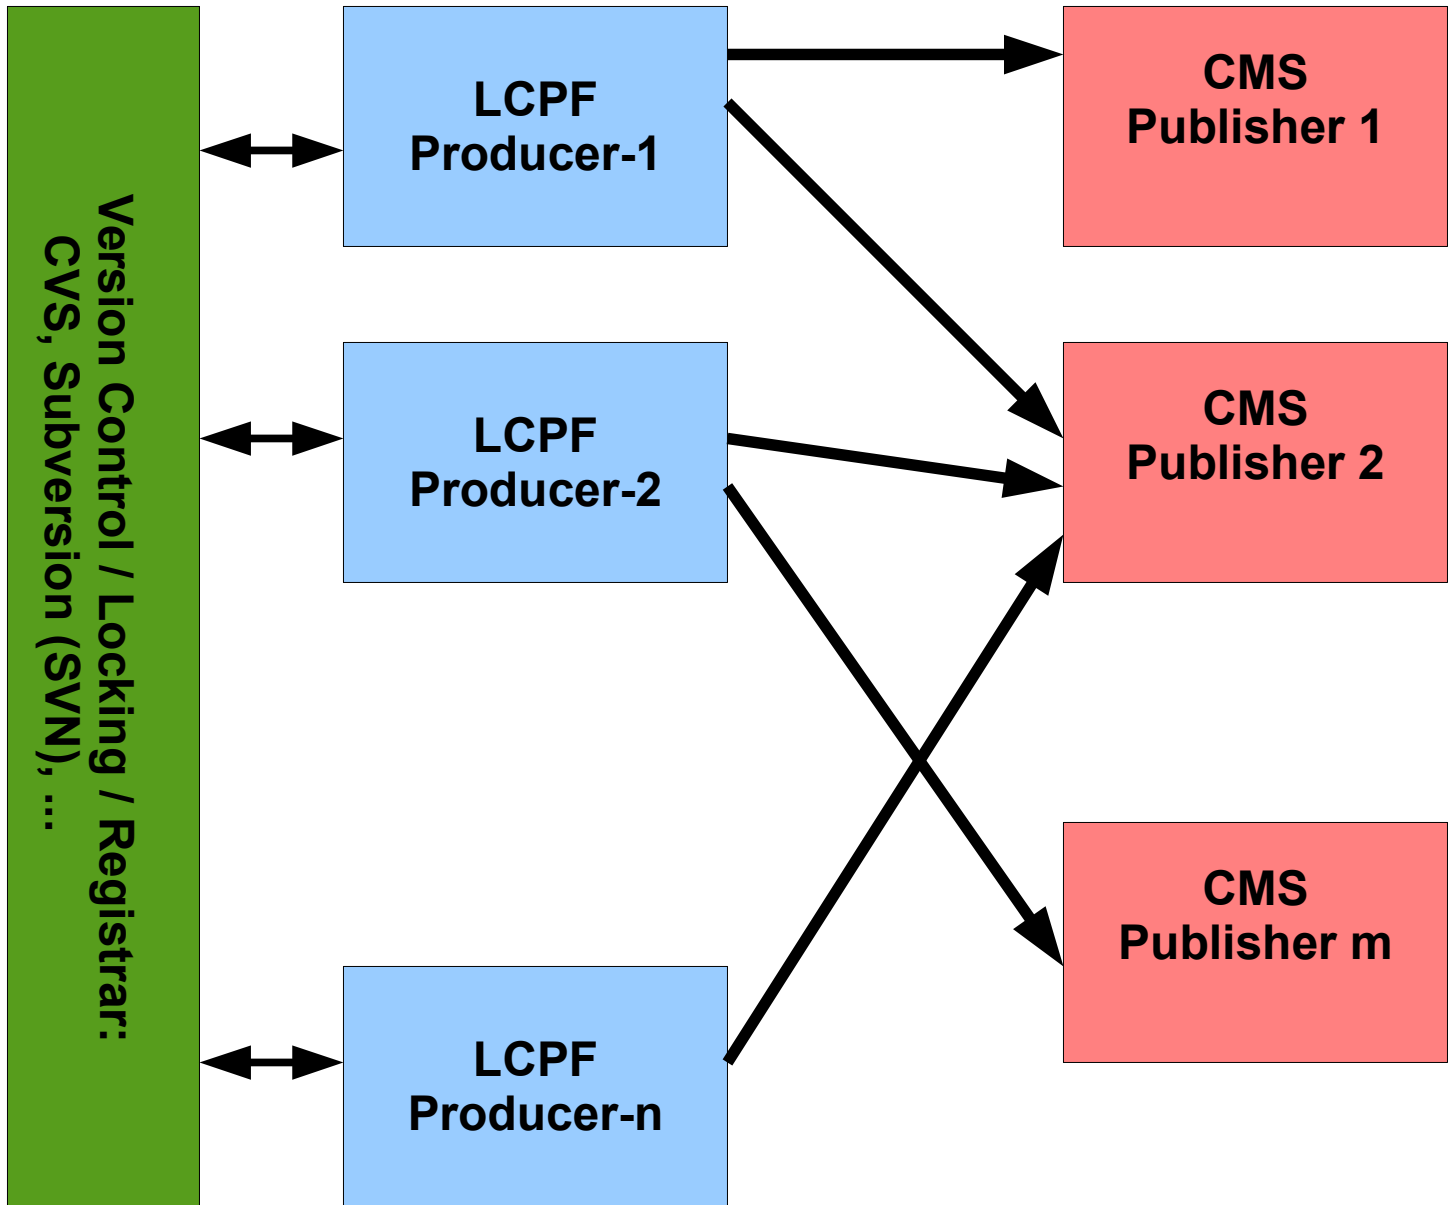 Version Control / Locking / Registrar:
CVS, Subversion (SVN), ...
LCPF
Producer-1
CMS
Publisher 1
LCPF
Producer-2
CMS
Publisher 2
LCPF
Producer-n
CMS
Publisher m